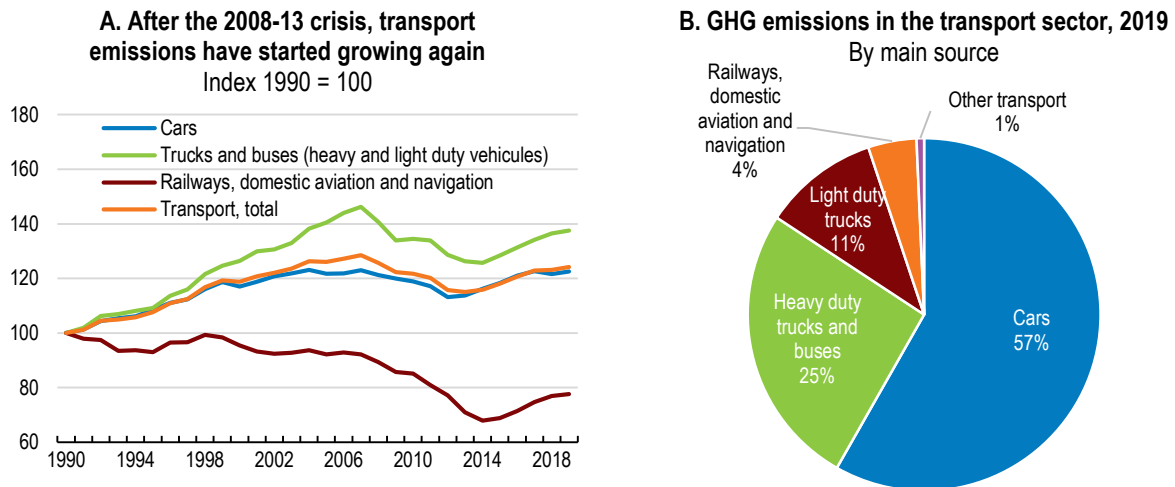 A. After the 2008-13 crisis, transport
emissions have started growing again
Index 1990 = 100
180
160
140
120
100
80
60
Cars
Trucks and buses (heavy and light duty vehicules)
Railways, domestic aviation and navigation
Transport, total
1990 1994 1998 2002 2006 2010 2014 2018
B. GHG emissions in the transport sector, 2019
By main source
Railways,
domestic
aviation and
navigation
4%
Other transport
1%
Light duty
trucks
11%
Heavy duty
trucks and
buses
25%
Cars
57%